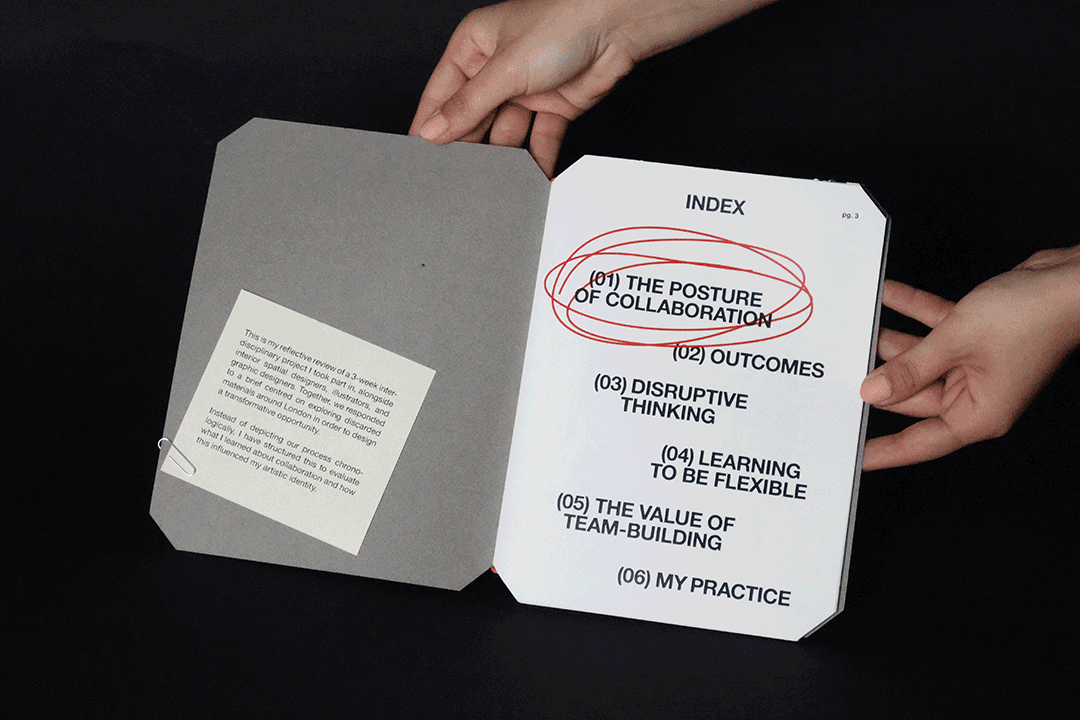 This is my reflective review of a 3-week inter-
disciplinary project I took part in, alongside
interior spatial designers, illustrators, and
graphic designers. Together, we responded
to a brief centred on exploring discarded
materials around London in order to design
a transformative opportunity.
Instead of depicting our process chrono-
logically, I have structured this to evaluate
what I learned about collaboration and how
this influenced my artistic identity.
INDEX
pg. 3
(01) THE POSTURE
OF COLLABORATION
(02) OUTCOMES
(03) DISRUPTIVE
THINKING
(04) LEARNING
TO BE FLEXIBLE
(05) THE VALUE OF
TEAM-BUILDING
(06) MY PRACTICE